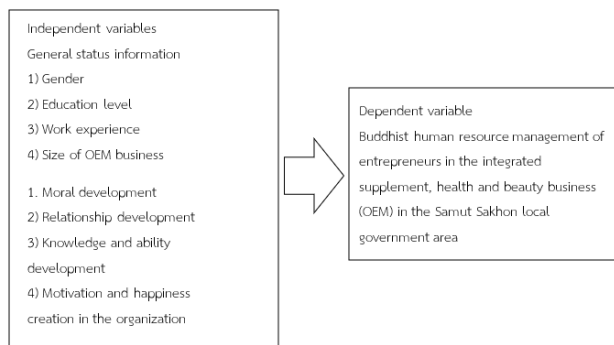 Independent variables
General status information
1) Gender
2) Education level
3) Work experience
4) Size of OEM business
1. Moral development
2) Relationship development
3) Knowledge and ability
development
4) Motivation and happiness
creation in the organization
Dependent variable
Buddhist human resource management of
entrepreneurs in the integrated
supplement, health and beauty business
(OEM) in the Samut Sakhon local
government area